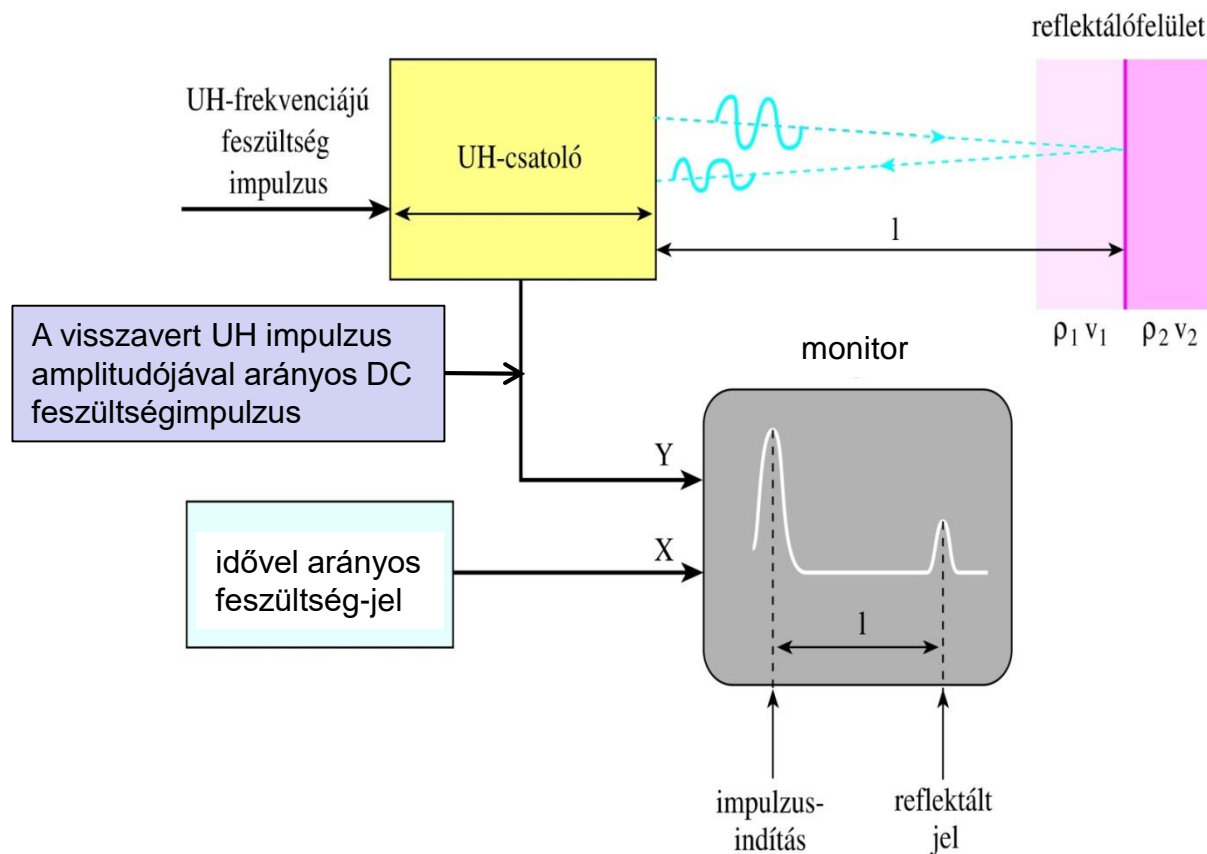 reflektálófelület
UH-frekvenciájú
feszültség
impulzus
UH-csatoló
l
ρ₁ v₁
ρ₂ v₂
A visszavert UH impulzus
amplitudójával arányos DC
feszültségimpulzus
monitor
Y
X
idővel arányos
feszültség-jel
l
impulzus-
indítás
reflektált
jel